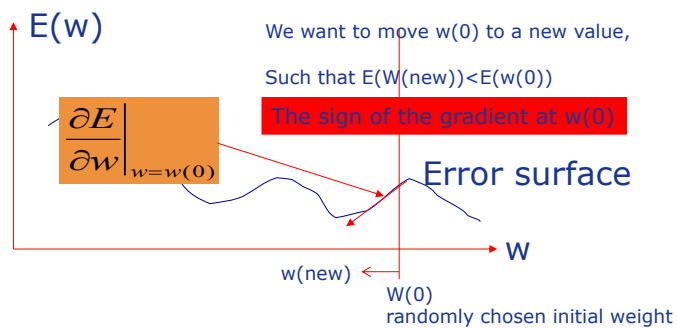 E(w)
We want to move w(0) to a new value,
Such that E(W(new))<E(w(0))
The sign of the gradient at w(0)
∂E/∂w|w=w(0)
Error surface
w
w(new)
W(0)
randomly chosen initial weight